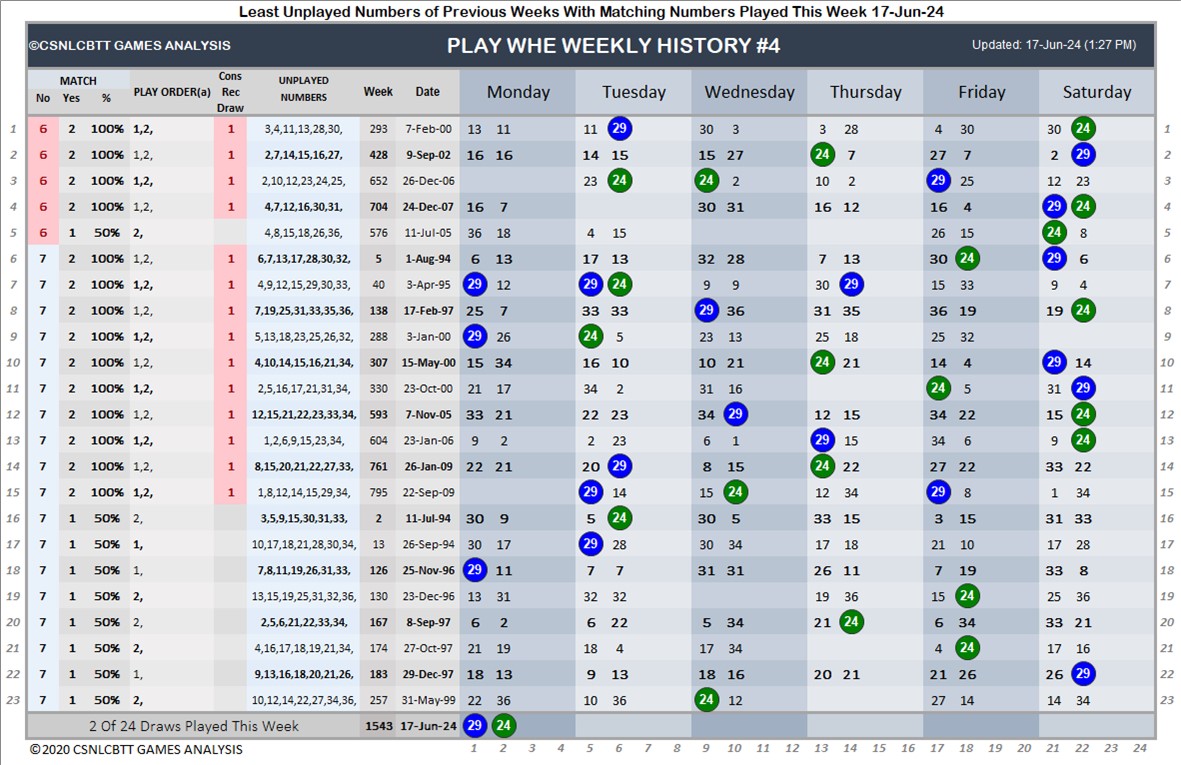 Least Unplayed Numbers of Previous Weeks With Matching Numbers Played This Week 17-Jun-24
©CSNLCBTT GAMES ANALYSIS PLAY WHE WEEKLY HISTORY #4 Updated: 17-Jun-24 (1:27 PM)
MATCH No Yes % PLAY ORDER(a) Cons Rec Draw UNPLAYED NUMBERS Week Date Monday Tuesday Wednesday Thursday Friday Saturday
1 6 2 100% 1,2, 1 3,4,11,13,28,30, 293 7-Feb-00 13 11 11 29 30 3 3 28 4 30 30 24 1
2 6 2 100% 1,2, 1 2,7,14,15,16,27, 428 9-Sep-02 16 16 14 15 15 27 24 7 27 7 2 29 2
3 6 2 100% 1,2, 1 2,10,12,23,24,25, 652 26-Dec-06 23 24 24 2 10 2 29 25 12 23 3
4 6 2 100% 1,2, 1 4,7,12,16,30,31, 704 24-Dec-07 16 7 30 31 16 12 16 4 29 24 4
5 6 1 50% 2, 4,8,15,18,26,36, 576 11-Jul-05 36 18 4 15 26 15 24 8 5
6 7 2 100% 1,2, 1 6,7,13,17,28,30,32, 5 1-Aug-94 6 13 17 13 32 28 7 13 30 24 29 6 6
7 7 2 100% 1,2, 1 4,9,12,15,29,30,33, 40 3-Apr-95 29 12 29 24 9 9 30 29 15 33 9 4 7
8 7 2 100% 1,2, 1 7,19,25,31,33,35,36, 138 17-Feb-97 25 7 33 33 29 36 31 35 36 19 19 24 8
9 7 2 100% 1,2, 1 5,13,18,23,25,26,32, 288 3-Jan-00 29 26 24 5 23 13 25 18 25 32 9
10 7 2 100% 1,2, 1 4,10,14,15,16,21,34, 307 15-May-00 15 34 16 10 10 21 24 21 14 4 29 14 10
11 7 2 100% 1,2, 1 2,5,16,17,21,31,34, 330 23-Oct-00 21 17 34 2 31 16 24 5 31 29 11
12 7 2 100% 1,2, 1 12,15,21,22,23,33,34, 593 7-Nov-05 33 21 22 23 34 29 12 15 34 22 15 24 12
13 7 2 100% 1,2, 1 1,2,6,9,15,23,34, 604 23-Jan-06 9 2 2 23 6 1 29 15 34 6 9 24 13
14 7 2 100% 1,2, 1 8,15,20,21,22,27,33, 761 26-Jan-09 22 21 20 29 8 15 24 22 27 22 33 22 14
15 7 2 100% 1,2, 1 1,8,12,14,15,29,34, 795 22-Sep-09 29 14 15 24 12 34 29 8 1 34 15
16 7 1 50% 2, 3,5,9,15,30,31,33, 2 11-Jul-94 30 9 5 24 30 5 33 15 3 15 31 33 16
17 7 1 50% 1, 10,17,18,21,28,30,34, 13 26-Sep-94 30 17 29 28 30 34 17 18 21 10 17 28 17
18 7 1 50% 1, 7,8,11,19,26,31,33, 126 25-Nov-96 29 11 7 7 31 31 26 11 7 19 33 8 18
19 7 1 50% 2, 13,15,19,25,31,32,36, 130 23-Dec-96 13 31 32 32 19 36 15 24 25 36 19
20 7 1 50% 2, 2,5,6,21,22,33,34, 167 8-Sep-97 6 2 6 22 5 34 21 24 6 34 33 21 20
21 7 1 50% 2, 4,16,17,18,19,21,34, 174 27-Oct-97 21 19 18 4 17 34 4 24 17 16 21
22 7 1 50% 1, 9,13,16,18,20,21,26, 183 29-Dec-97 18 13 9 13 18 16 20 21 21 26 26 29 22
23 7 1 50% 2, 10,12,14,22,27,34,36, 257 31-May-99 22 36 10 36 24 12 27 14 14 34 23
2 Of 24 Draws Played This Week 1543 17-Jun-24 29 24
© 2020 CSNLCBTT GAMES ANALYSIS 1 2 3 4 5 6 7 8 9 10 11 12 13 14 15 16 17 18 19 20 21 22 23 24